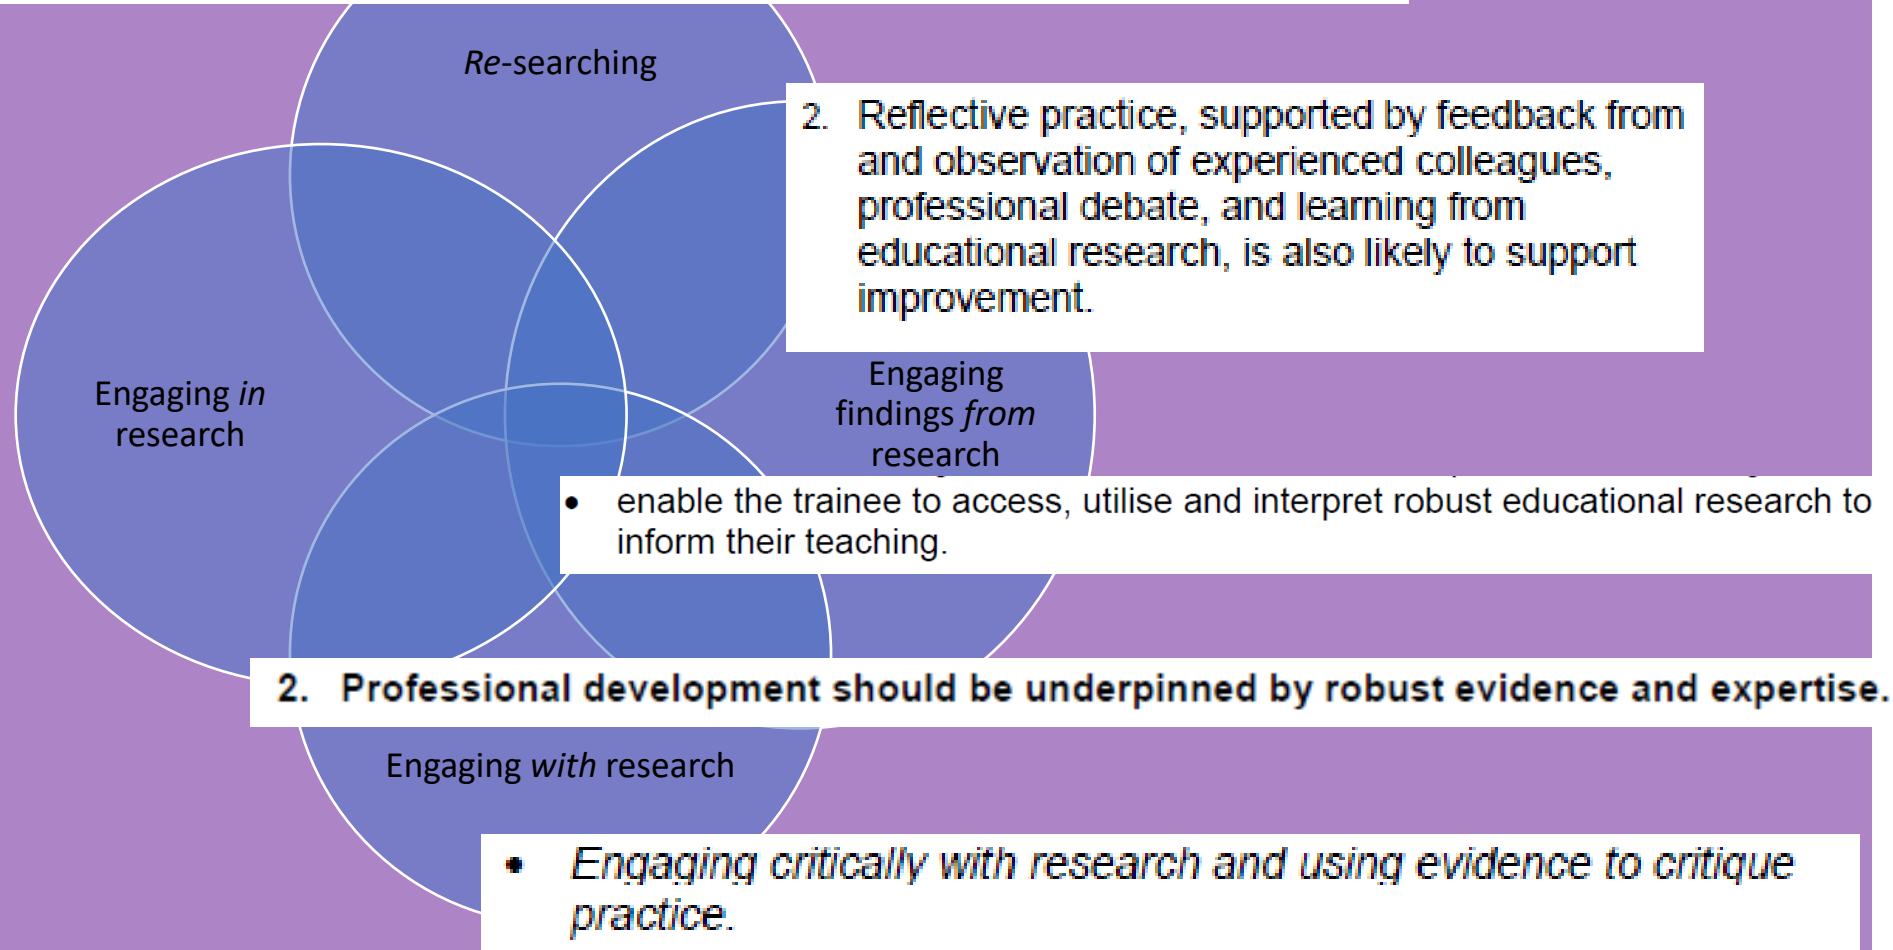 Re-searching
2. Reflective practice, supported by feedback from
and observation of experienced colleagues,
professional debate, and learning from
educational research, is also likely to support
improvement.
Engaging in
research
Engaging
findings from
research
• enable the trainee to access, utilise and interpret robust educational research to
inform their teaching.
2. Professional development should be underpinned by robust evidence and expertise.
Engaging with research
• Engaging critically with research and using evidence to critique
practice.